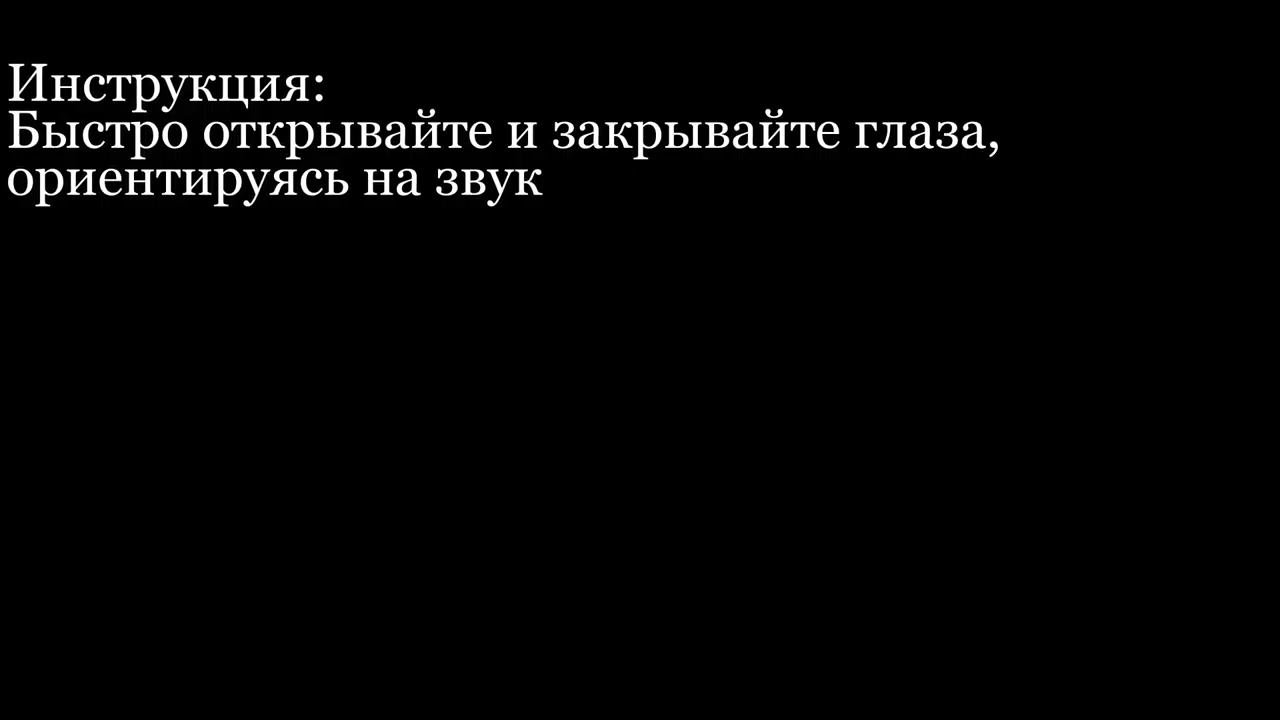 Инструкция:
Быстро открывайте и закрывайте глаза,
ориентируясь на звук